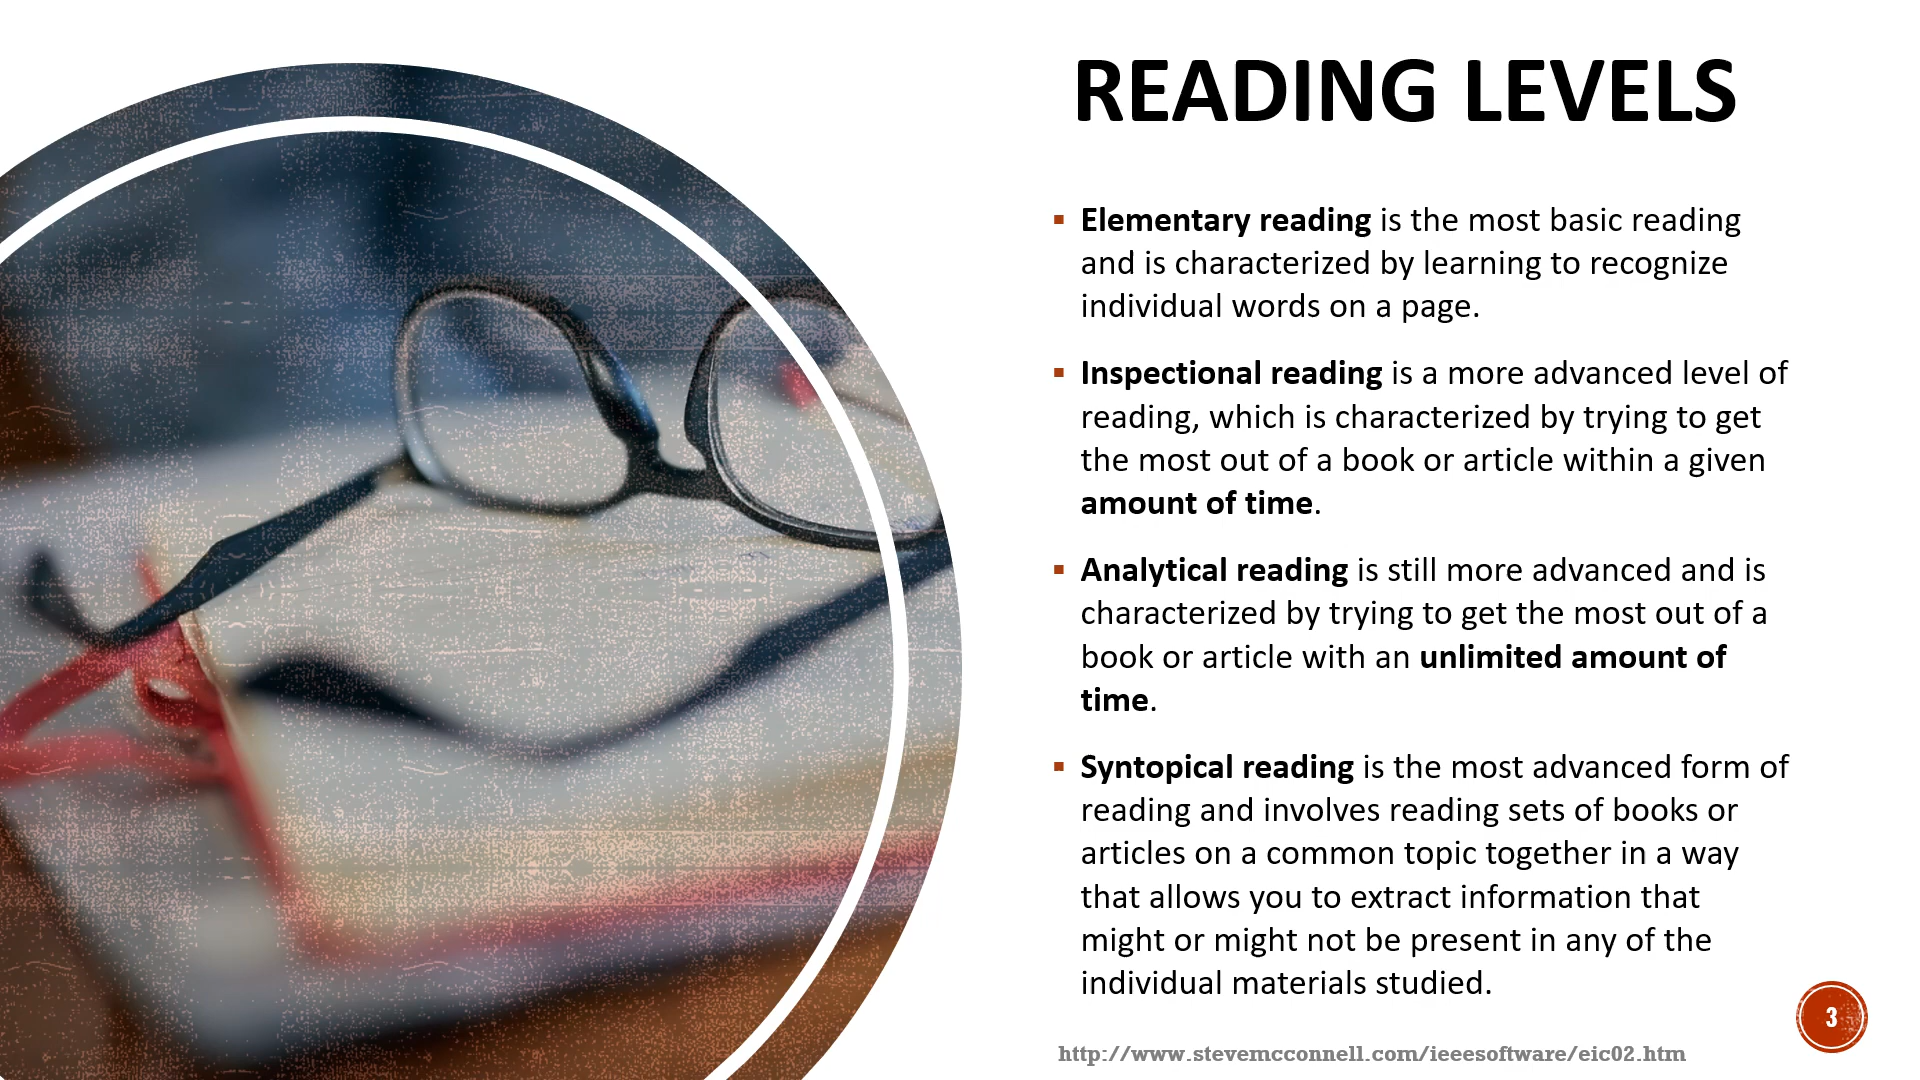 READING LEVELS
▪ Elementary reading is the most basic reading
and is characterized by learning to recognize
individual words on a page.
▪ Inspectional reading is a more advanced level of
reading, which is characterized by trying to get
the most out of a book or article within a given
amount of time.
▪ Analytical reading is still more advanced and is
characterized by trying to get the most out of a
book or article with an unlimited amount of
time.
▪ Syntopical reading is the most advanced form of
reading and involves reading sets of books or
articles on a common topic together in a way
that allows you to extract information that
might or might not be present in any of the
individual materials studied.
3
http://www.stevemcconnell.com/ieeesoftware/eic02.htm